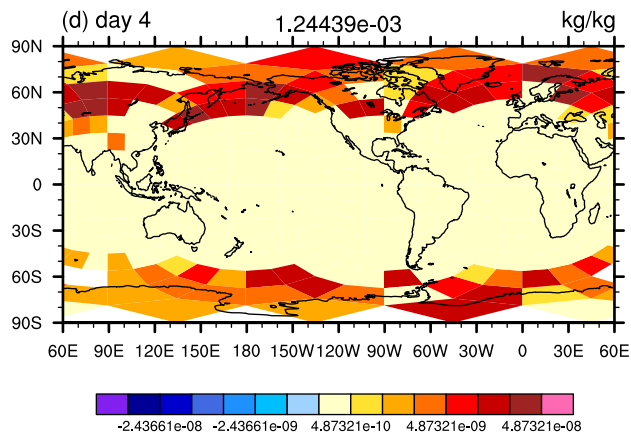 (d) day 4 1.24439e-03 kg/kg
90N
60N
30N
0
30S
60S
90S
60E 90E 120E 150E 180 150W 120W 90W 60W 30W 0 30E 60E
-2.43661e-08 -2.43661e-09 4.87321e-10 4.87321e-09 4.87321e-08